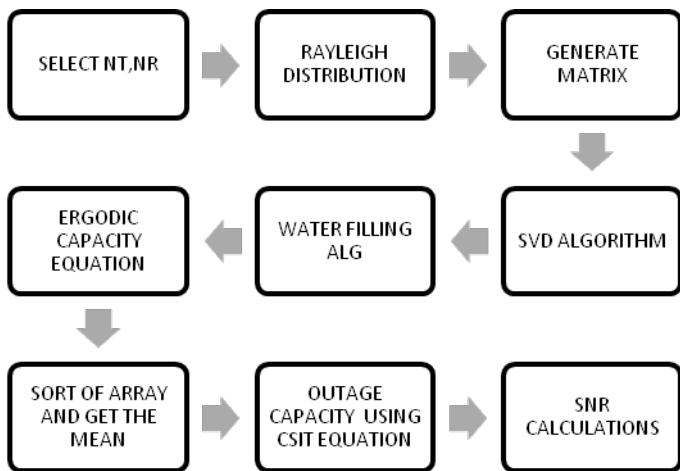 SELECT NT,NR
RAYLEIGH
DISTRIBUTION
GENERATE
MATRIX
SVD ALGORITHM
WATER FILLING
ALG
ERGODIC
CAPACITY
EQUATION
SORT OF ARRAY
AND GET THE
MEAN
OUTAGE
CAPACITY USING
CSIT EQUATION
SNR
CALCULATIONS